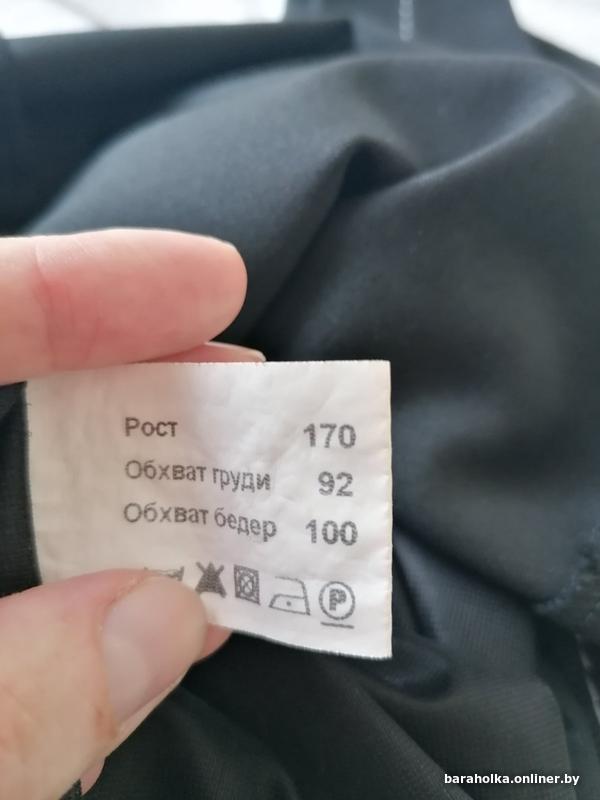 Рост 170
Обхват груди 92
Обхват бедер 100
P
baraholka.onliner.by